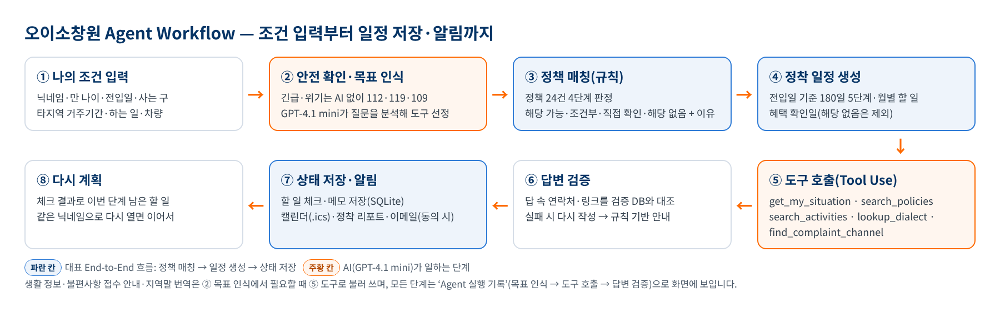 오이소창원 Agent Workflow — 조건 입력부터 일정 저장·알림까지
① 나의 조건 입력
닉네임·만 나이·전입일·사는 구
타지역 거주기간·하는 일·차량
→
② 안전 확인·목표 인식
긴급·위기는 AI 없이 112·119·109
GPT-4.1 mini가 질문을 분석해 도구 선정
→
③ 정책 매칭(규칙)
정책 24건 4단계 판정
해당 가능·조건부·직접 확인·해당 없음 + 이유
→
④ 정착 일정 생성
전입일 기준 180일 5단계·월별 할 일
혜택 확인일(해당 없음은 제외)
↓
⑤ 도구 호출(Tool Use)
get_my_situation · search_policies
search_activities · lookup_dialect ·
find_complaint_channel
←
⑥ 답변 검증
답 속 연락처·링크를 검증 DB와 대조
실패 시 다시 작성 → 규칙 기반 안내
←
⑦ 상태 저장·알림
할 일 체크·메모 저장(SQLite)
캘린더(.ics)·정착 리포트·이메일(동의 시)
←
⑧ 다시 계획
체크 결과로 이번 단계 남은 할 일
같은 닉네임으로 다시 열면 이어서
파란 칸 대표 End-to-End 흐름: 정책 매칭 → 일정 생성 → 상태 저장 주황 칸 AI(GPT-4.1 mini)가 일하는 단계
생활 정보·불편사항 접수 안내·지역말 번역은 ② 목표 인식에서 필요할 때 ⑤ 도구로 불러 쓰며, 모든 단계는 ‘Agent 실행 기록’(목표 인식 → 도구 호출 → 답변 검증)으로 화면에 보입니다.